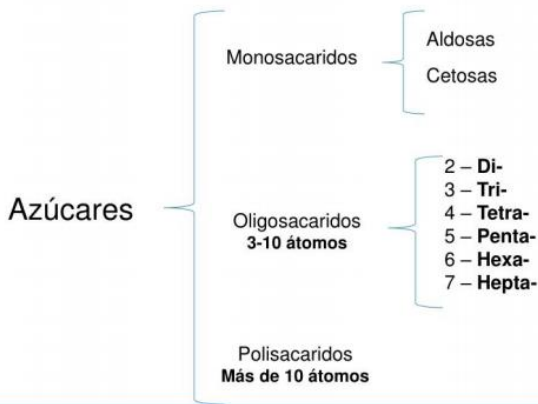 Azúcares
Monosacaridos
Aldosas
Cetosas
Oligosacaridos
3-10 átomos
2 – Di-
3 – Tri-
4 – Tetra-
5 – Penta-
6 – Hexa-
7 – Hepta-
Polisacaridos
Más de 10 átomos